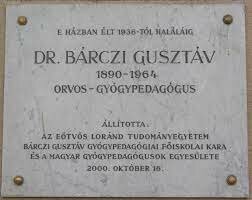 E HÁZBAN ÉLT 1936-TÓL HALÁLÁIG
DR. BÁRCZI GUSZTÁV
1890-1964
ORVOS-GYÓGYPEDAGÓGUS
ÁLLÍTOTTA:
AZ EÖTVÖS LORÁND TUDOMÁNYEGYETEM
BÁRCZI GUSZTÁV GYÓGYPEDAGÓGIAI FŐISKOLAI KARA
ÉS A MAGYAR GYÓGYPEDAGÓGUSOK EGYESÜLETE
2000. OKTÓBER 16.